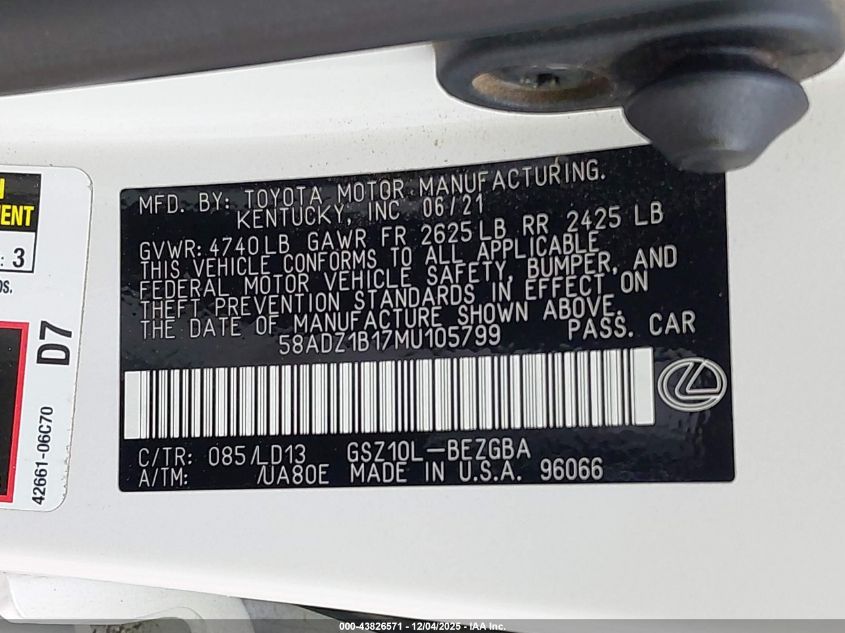 MFD. BY: TOYOTA MOTOR MANUFACTURING.
KENTUCKY, INC 06/21
GVWR: 4740LB GAWR FR 2625 LB RR 2425 LB
THIS VEHICLE CONFORMS TO ALL APPLICABLE
FEDERAL MOTOR VEHICLE SAFETY, BUMPER, AND
THEFT PREVENTION STANDARDS IN EFFECT ON
THE DATE OF MANUFACTURE SHOWN ABOVE.
58ADZ1B17MU105799 PASS. CAR
C/TR: 085/LD13 GSZ10L-BEZGBA
A/TM: /UA80E MADE IN U.S.A. 96066
: 3
D7
42661-06C70
000-43826571 - 12/04/2025 - IAA Inc.